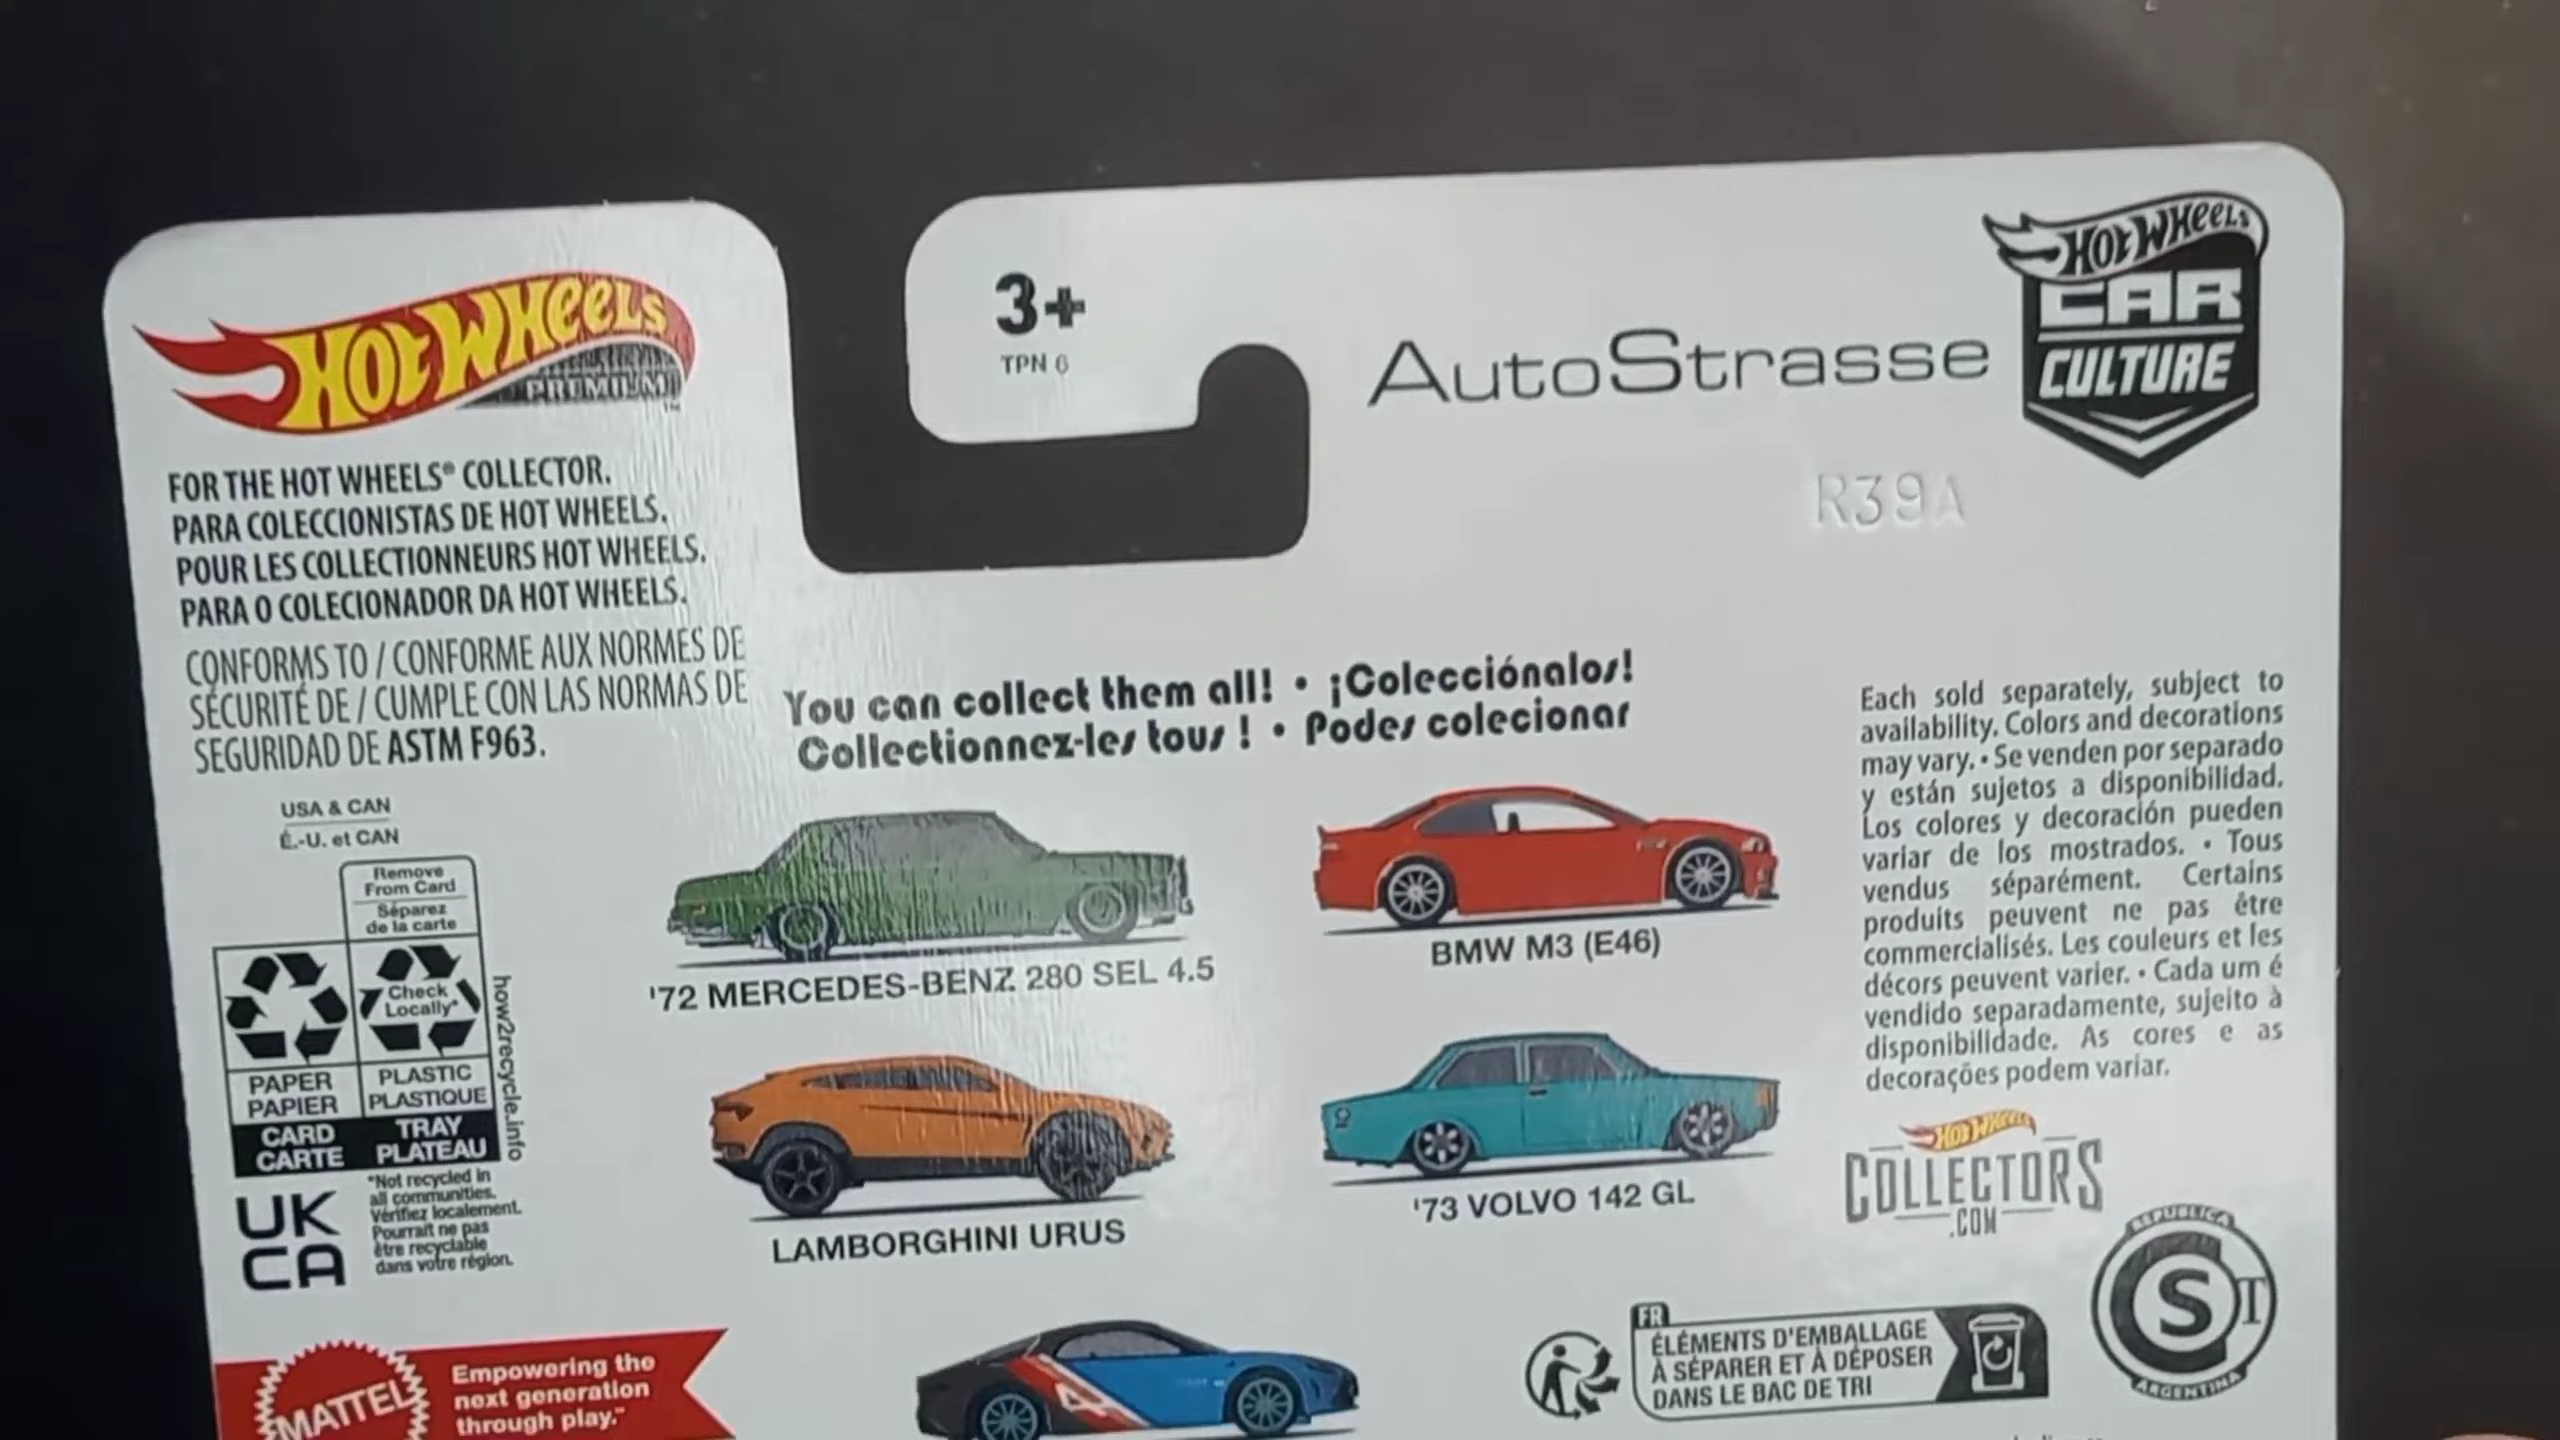 HOT WHEELS
PREMIUM
™
FOR THE HOT WHEELS® COLLECTOR.
PARA COLECCIONISTAS DE HOT WHEELS.
POUR LES COLLECTIONNEURS HOT WHEELS.
PARA O COLECIONADOR DA HOT WHEELS.
CONFORMS TO / CONFORME AUX NORMES DE
SÉCURITÉ DE / CUMPLE CON LAS NORMAS DE
SEGURIDAD DE ASTM F963.
USA & CAN
É.-U. et CAN
Remove
From Card
Séparez
de la carte
Check
Locally*
PAPER
PAPIER
PLASTIC
PLASTIQUE
CARD
CARTE
TRAY
PLATEAU
how2recycle.info
*Not recycled in
all communities.
Vérifiez localement.
Pourrait ne pas
être recyclable
dans votre région.
UK
CA
MATTEL
Empowering the
next generation
through play.™
3+
TPN 6
AutoStrasse
HOT WHEELS
CAR
CULTURE
R39A
You can collect them all! • ¡Colecciónalos!
Collectionnez-les tous ! • Podes colecionar
'72 MERCEDES-BENZ 280 SEL 4.5
BMW M3 (E46)
LAMBORGHINI URUS
'73 VOLVO 142 GL
4
Each sold separately, subject to
availability. Colors and decorations
may vary. • Se venden por separado
y están sujetos a disponibilidad.
Los colores y decoración pueden
variar de los mostrados. • Tous
vendus séparément. Certains
produits peuvent ne pas être
commercialisés. Les couleurs et les
décors peuvent varier. • Cada um é
vendido separadamente, sujeito à
disponibilidade. As cores e as
decorações podem variar.
HOT WHEELS
COLLECTORS
.COM
FR
ÉLÉMENTS D'EMBALLAGE
À SÉPARER ET À DÉPOSER
DANS LE BAC DE TRI
REPUBLICA
CST
ARGENTINA